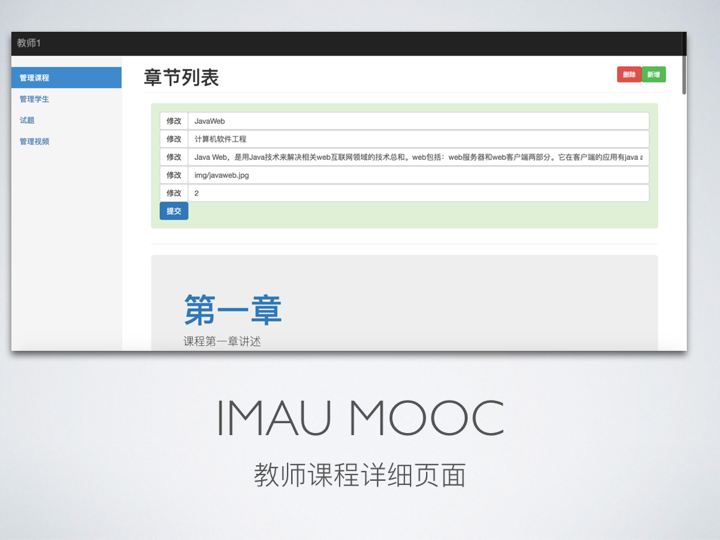 教师1
管理课程
管理学生
试题
管理视频
章节列表
删除 新增
修改 JavaWeb
修改 计算机软件工程
修改 Java Web，是用Java技术来解决相关web互联网领域的技术总和。web包括：web服务器和web客户端两部分。它在客户端的应用有java a
修改 img/javaweb.jpg
修改 2
提交
第一章
课程第一章讲述
IMAU MOOC
教师课程详细页面